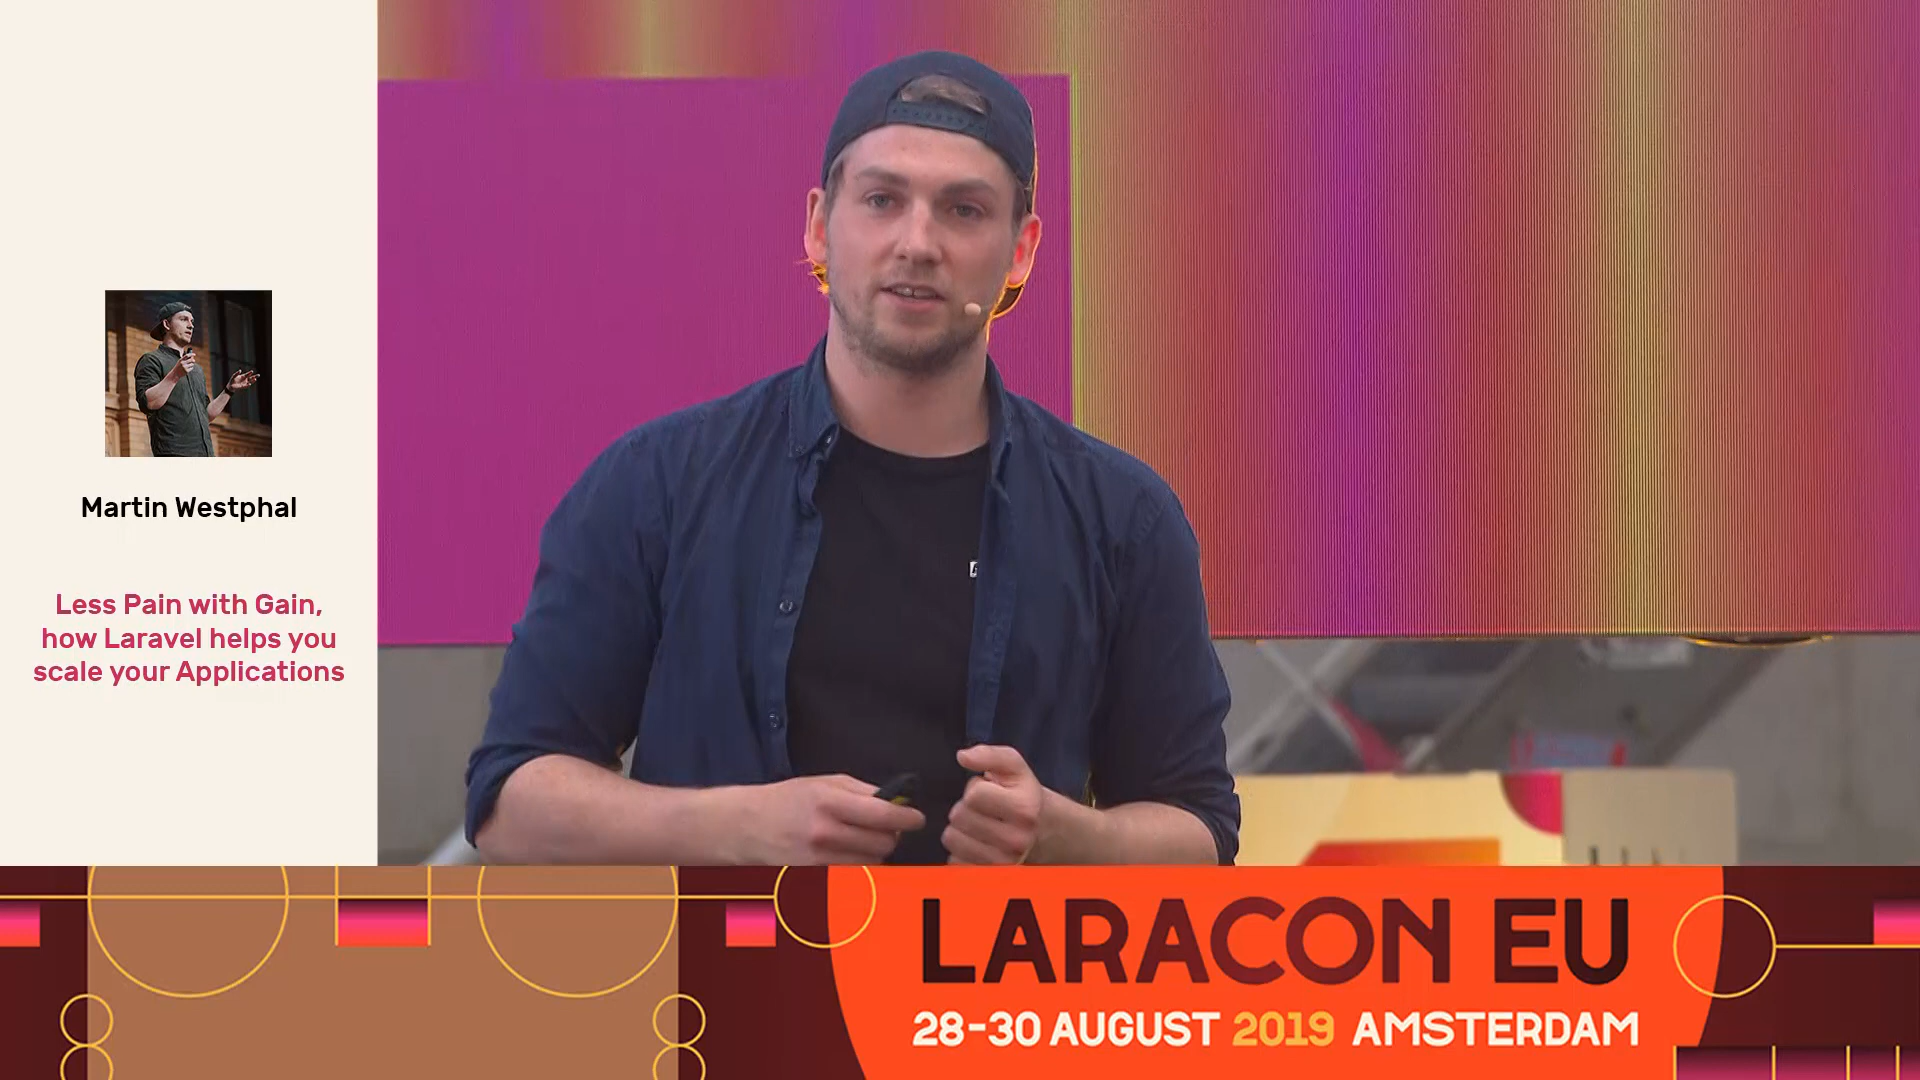 Martin Westphal
Less Pain with Gain,
how Laravel helps you
scale your Applications
LARACON EU
28-30 AUGUST 2019 AMSTERDAM